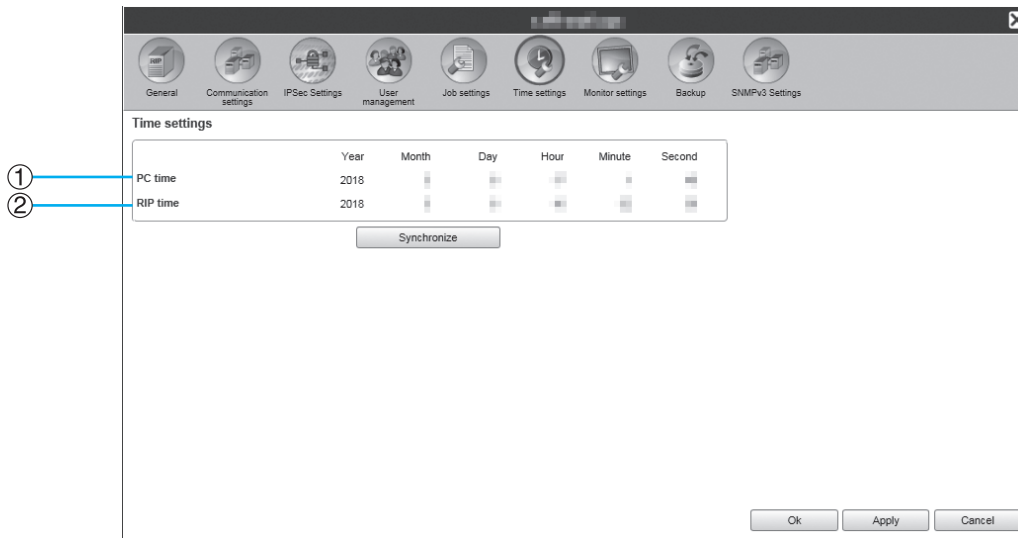 RIP
General
Communication settings
IPSec Settings
User management
Job settings
Time settings
Monitor settings
Backup
SNMPv3 Settings
Time settings
Year Month Day Hour Minute Second
① PC time 2018
② RIP time 2018
Synchronize
Ok Apply Cancel